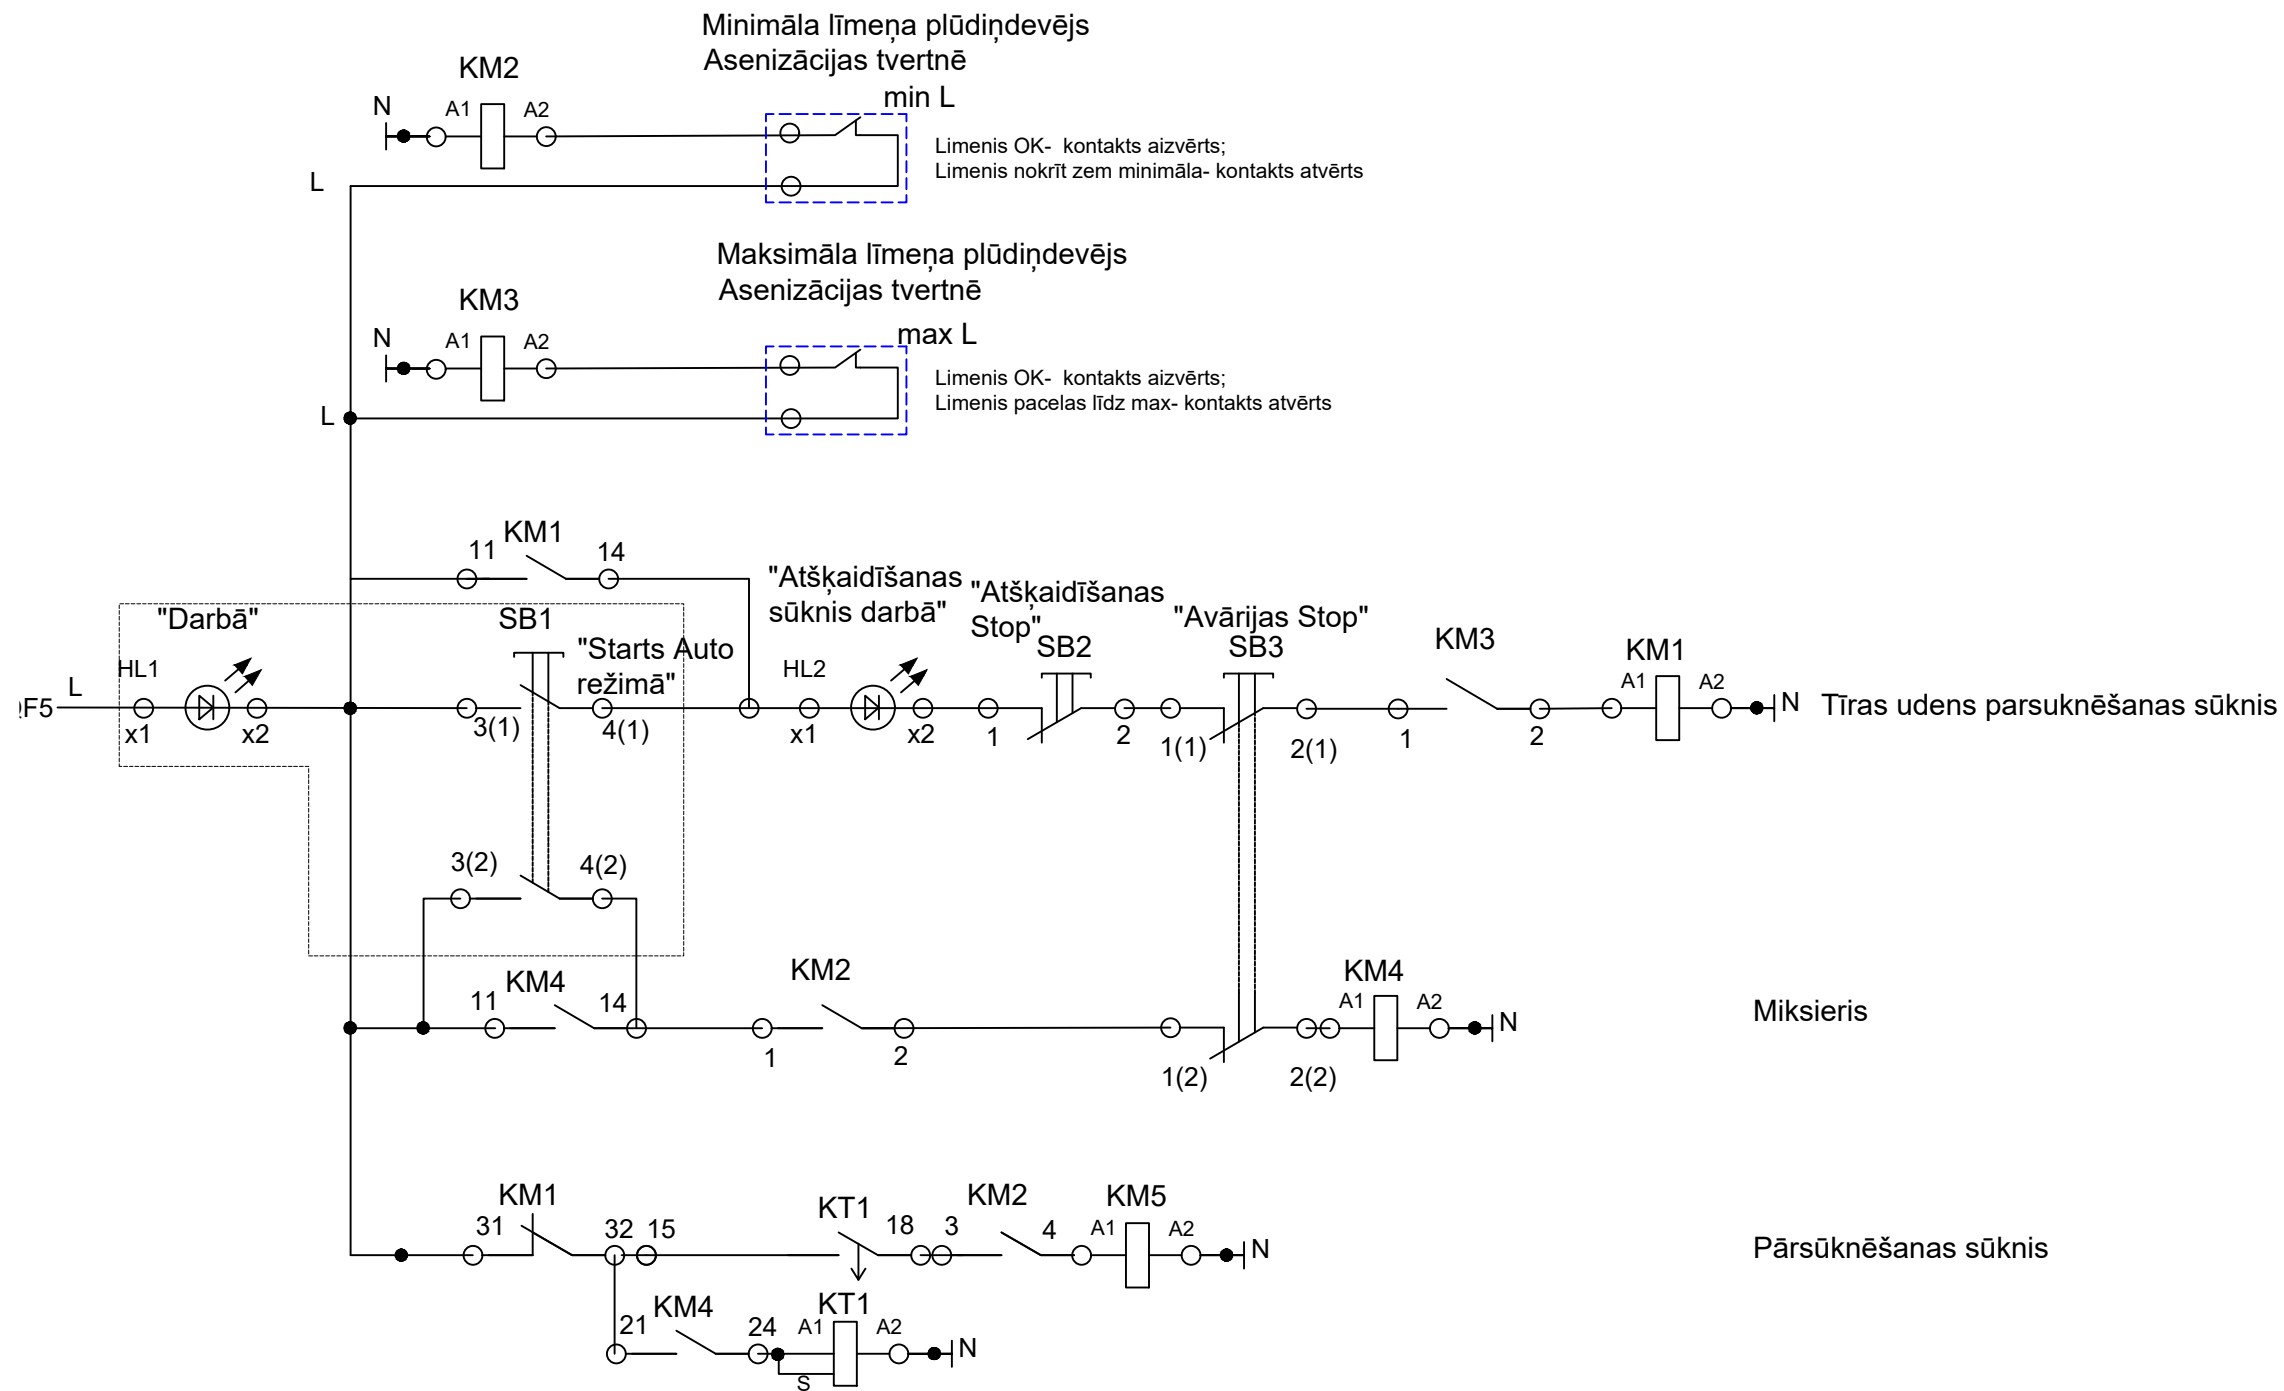 Minimāla līmeņa plūdiņdevējs
Asenizācijas tvertnē
KM2
min L
N
A1
A2
Limenis OK- kontakts aizvērts;
Limenis nokrīt zem minimāla- kontakts atvērts
L
Maksimāla līmeņa plūdiņdevējs
Asenizācijas tvertnē
KM3
max L
N
A1
A2
Limenis OK- kontakts aizvērts;
Limenis pacelas līdz max- kontakts atvērts
L
KM1
11
14
"Atšķaidīšanas
sūknis darbā"
"Atšķaidīšanas
Stop"
"Avārijas Stop"
"Darbā"
SB1
"Starts Auto
režimā"
SB2
SB3
KM3
KM1
HL1
HL2
A1
A2
L
F5
x1
x2
3(1)
4(1)
x1
x2
1
2
1(1)
2(1)
1
2
N
Tīras udens parsuknēšanas sūknis
3(2)
4(2)
KM4
11
14
KM2
1
2
1(2)
2(2)
KM4
A1
A2
N
Miksieris
KM1
31
32
15
KT1
18
3
KM2
4
KM5
A1
A2
N
Pārsūknēšanas sūknis
21
KM4
24
KT1
A1
A2
S
N